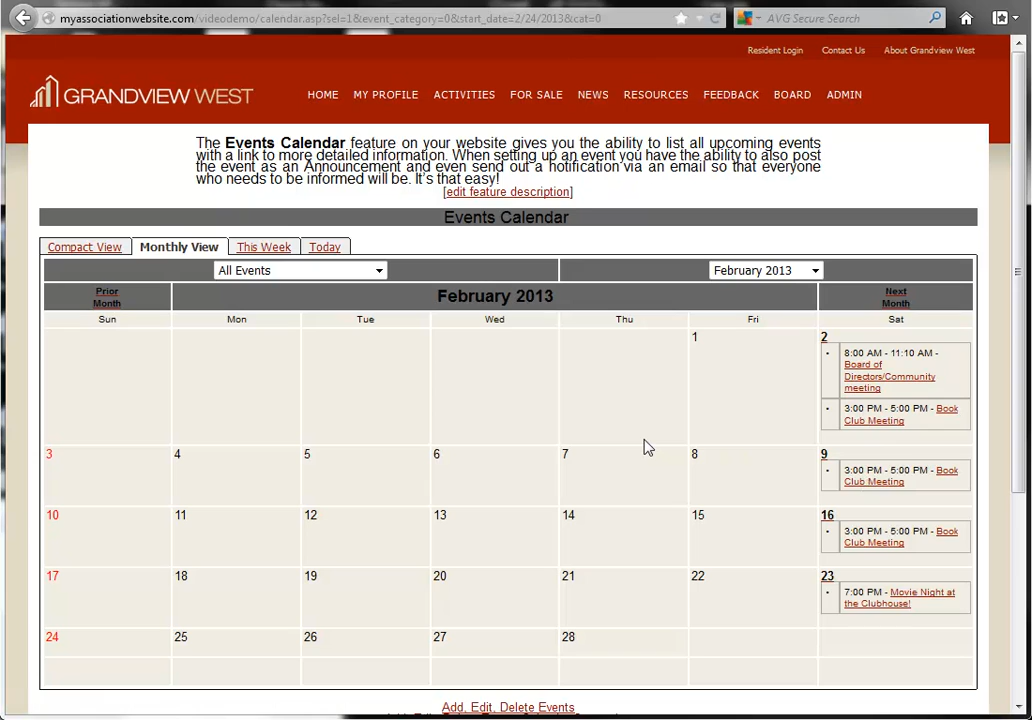 myassociationwebsite.com/videodemo/calendar.asp?sel=1&event_category=0&start_date=2/24/2013&cat=0
AVG Secure Search
Resident Login Contact Us About Grandview West
GRANDVIEW WEST
HOME MY PROFILE ACTIVITIES FOR SALE NEWS RESOURCES FEEDBACK BOARD ADMIN
The Events Calendar feature on your website gives you the ability to list all upcoming events
with a link to more detailed information. When setting up an event you have the ability to also post
the event as an Announcement and even send out a notification via an email so that everyone
who needs to be informed will be. It's that easy!
[edit feature description]
Events Calendar
Compact View Monthly View This Week Today
All Events February 2013
Prior
Month
February 2013
Next
Month
Sun Mon Tue Wed Thu Fri Sat
1 2
8:00 AM - 11:10 AM -
Board of
Directors/Community
meeting
3:00 PM - 5:00 PM - Book
Club Meeting
3 4 5 6 7 8 9
3:00 PM - 5:00 PM - Book
Club Meeting
10 11 12 13 14 15 16
3:00 PM - 5:00 PM - Book
Club Meeting
17 18 19 20 21 22 23
7:00 PM - Movie Night at
the Clubhouse!
24 25 26 27 28
Add, Edit, Delete Events